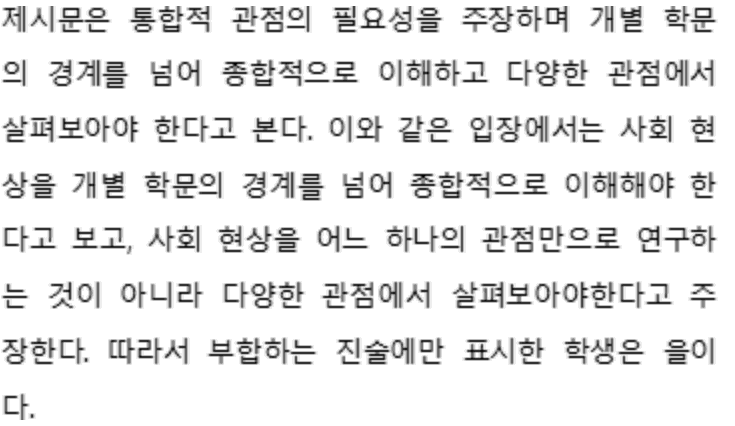 제시문은 통합적 관점의 필요성을 주장하며 개별 학문
의 경계를 넘어 종합적으로 이해하고 다양한 관점에서
살펴보아야 한다고 본다. 이와 같은 입장에서는 사회 현
상을 개별 학문의 경계를 넘어 종합적으로 이해해야 한
다고 보고, 사회 현상을 어느 하나의 관점만으로 연구하
는 것이 아니라 다양한 관점에서 살펴보아야한다고 주
장한다. 따라서 부합하는 진술에만 표시한 학생은 을이
다.